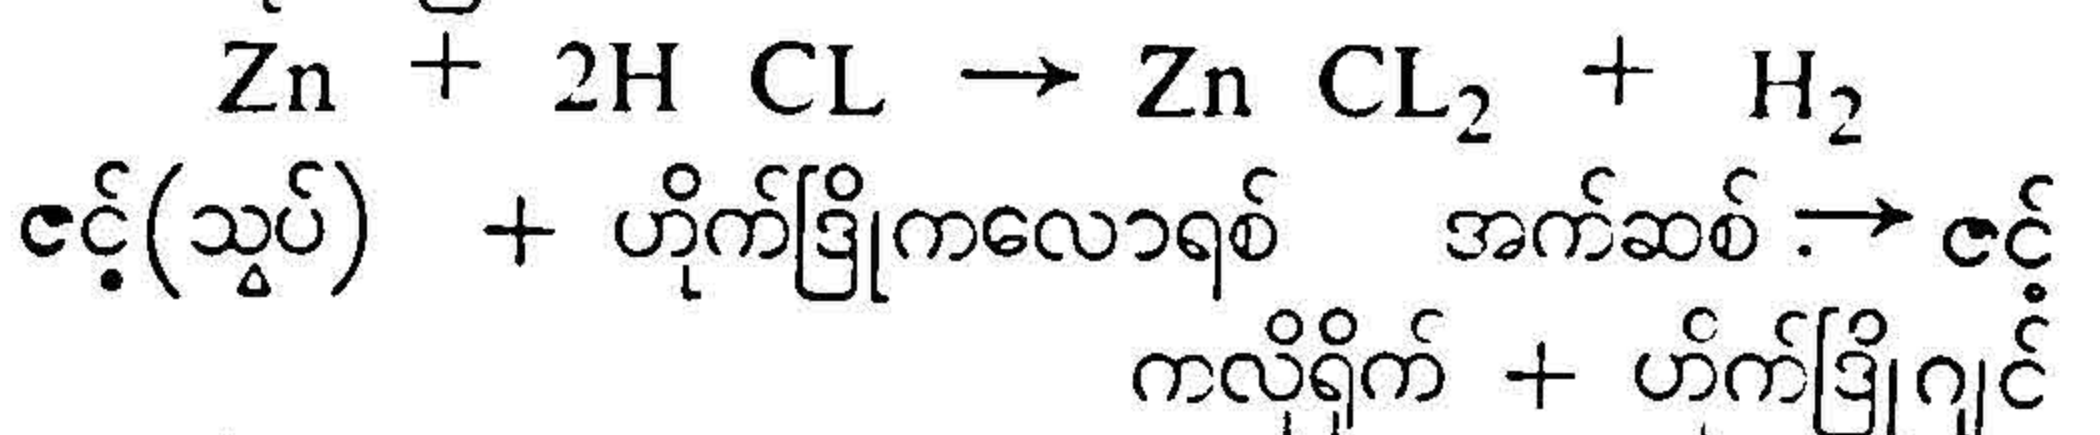 Zn + 2H CL → Zn CL₂ + H₂
ဇင့်(သွပ်) + ဟိုက်ဒြိုကလောရစ် အက်ဆစ် . → ဇင့်
ကလိုရိုက် + ဟိုက်ဒြိုဂျင်